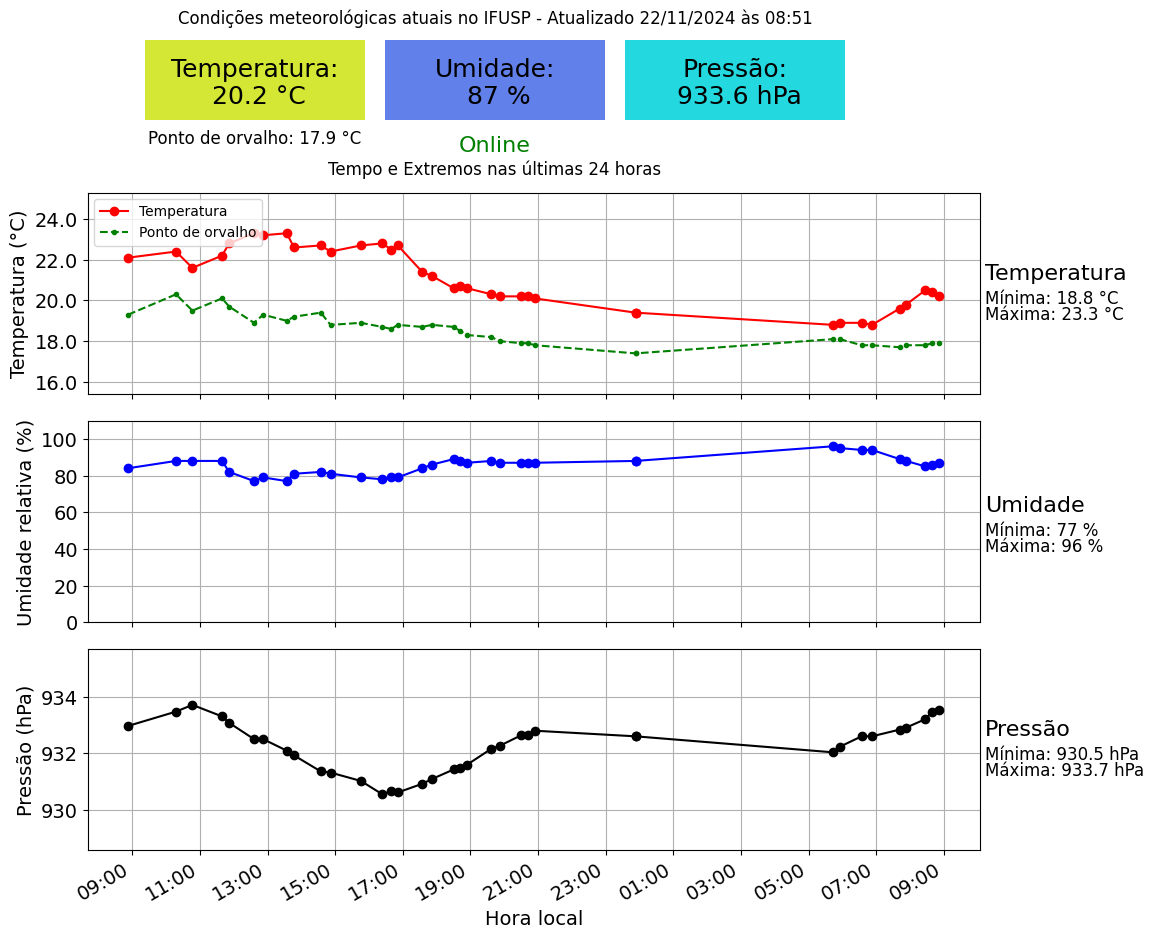 Condições meteorológicas atuais no IFUSP - Atualizado 22/11/2024 às 08:51
Temperatura:
20.2 °C
Umidade:
87 %
Pressão:
933.6 hPa
Ponto de orvalho: 17.9 °C
Online
Tempo e Extremos nas últimas 24 horas
Temperatura (°C)
24.0
22.0
20.0
18.0
16.0
Temperatura
Ponto de orvalho
Temperatura
Mínima: 18.8 °C
Máxima: 23.3 °C
Umidade relativa (%)
100
80
60
40
20
0
Umidade
Mínima: 77 %
Máxima: 96 %
Pressão (hPa)
934
932
930
Pressão
Mínima: 930.5 hPa
Máxima: 933.7 hPa
09:00 11:00 13:00 15:00 17:00 19:00 21:00 23:00 01:00 03:00 05:00 07:00 09:00
Hora local